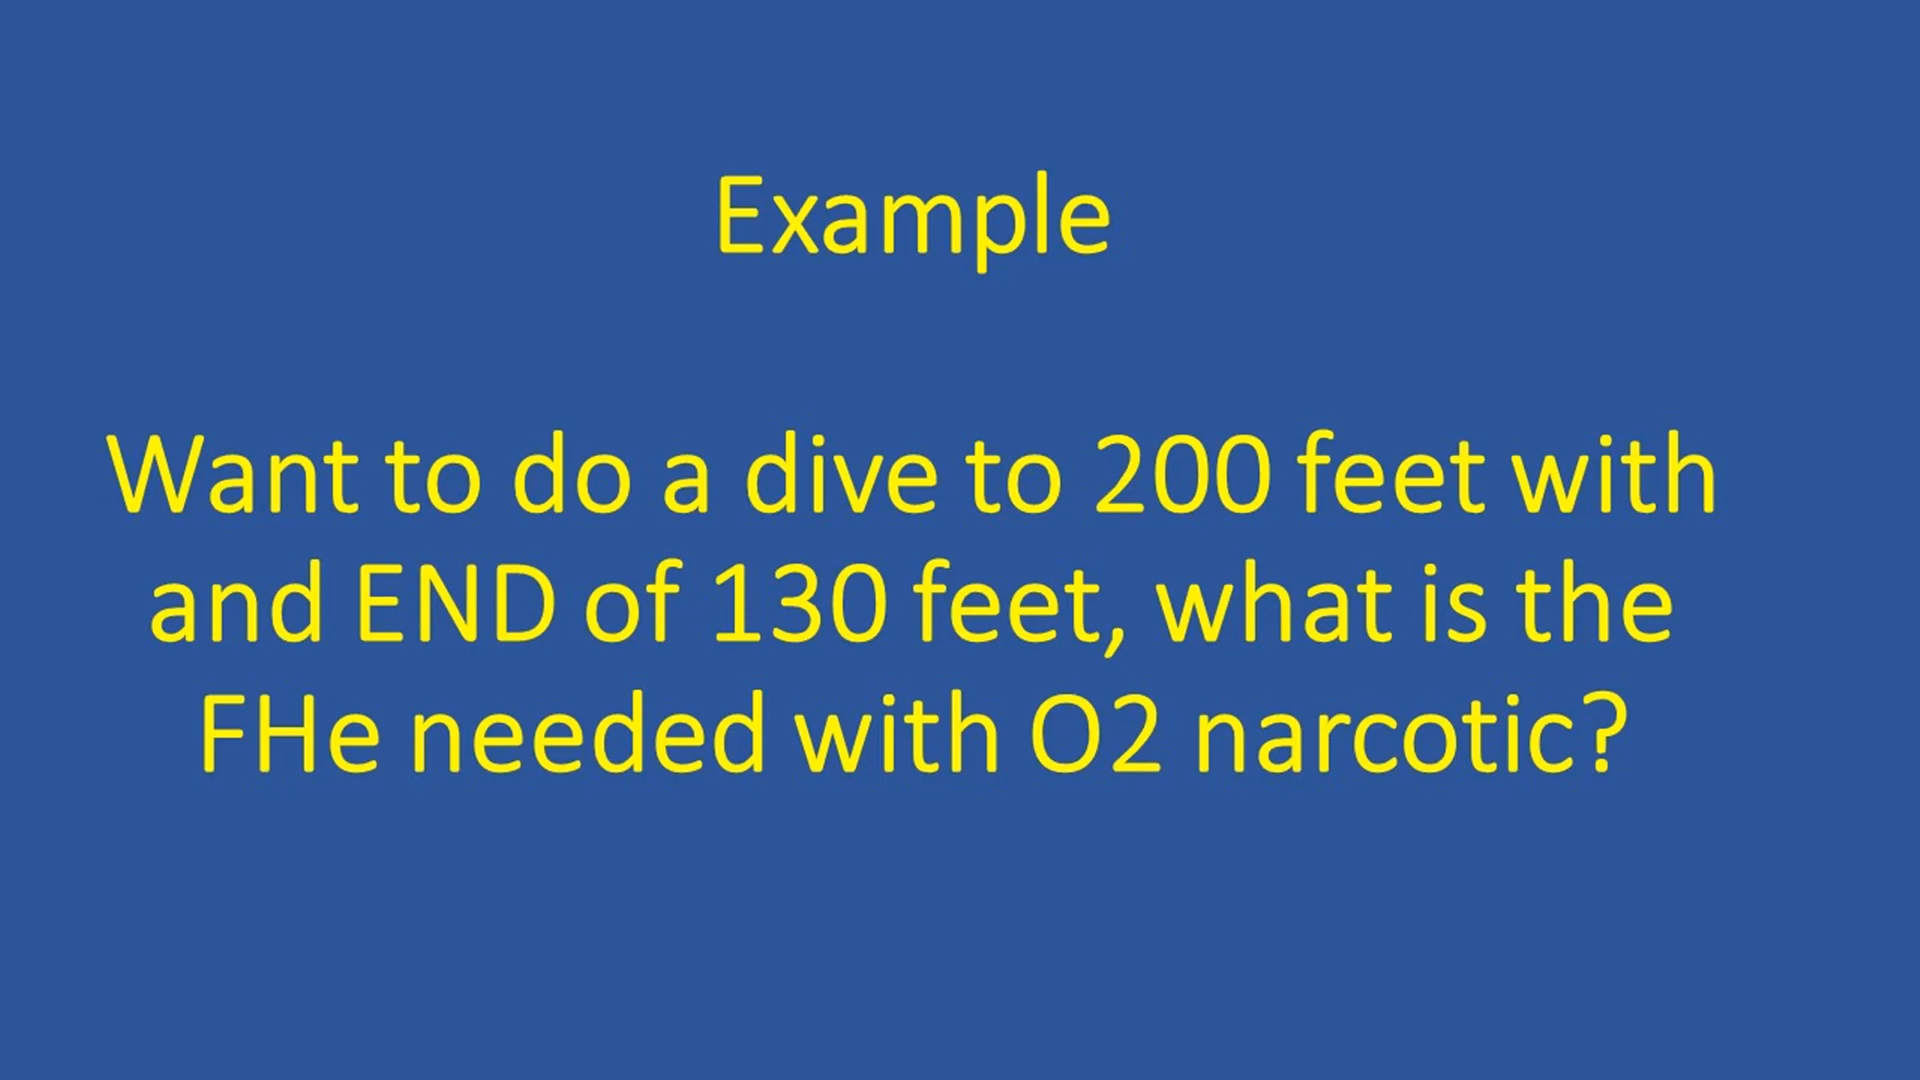 Example
Want to do a dive to 200 feet with
and END of 130 feet, what is the
FHe needed with O2 narcotic?